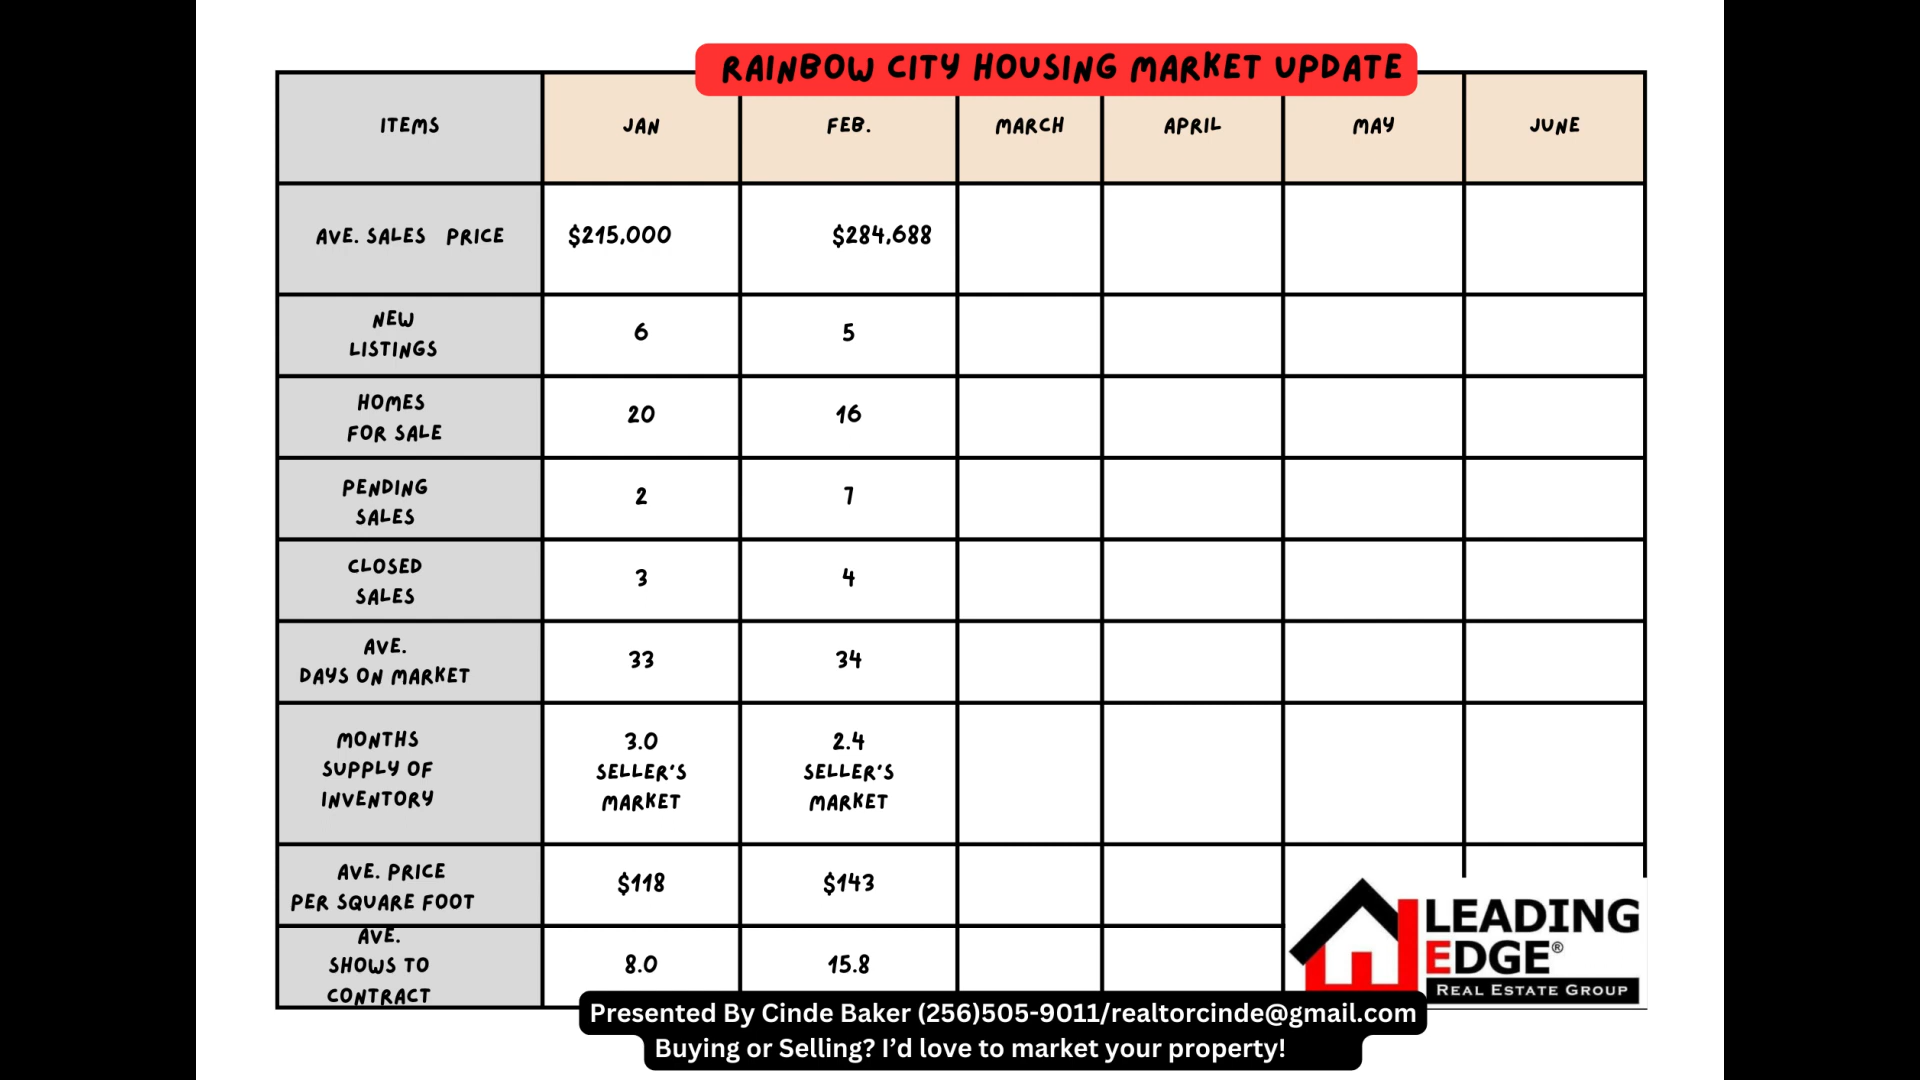 RAINBOW CITY HOUSING MARKET UPDATE
ITEMS JAN FEB. MARCH APRIL MAY JUNE
AVE. SALES PRICE $215,000 $284,688
NEW
LISTINGS
6 5
HOMES
FOR SALE
20 16
PENDING
SALES
2 7
CLOSED
SALES
3 4
AVE.
DAYS ON MARKET
33 34
MONTHS
SUPPLY OF
INVENTORY
3.0
SELLER'S
MARKET
2.4
SELLER'S
MARKET
AVE. PRICE
PER SQUARE FOOT
$118 $143
AVE.
SHOWS TO
CONTRACT
8.0 15.8
LEADING
EDGE®
REAL ESTATE GROUP
Presented By Cinde Baker (256)505-9011/realtorcinde@gmail.com
Buying or Selling? I’d love to market your property!